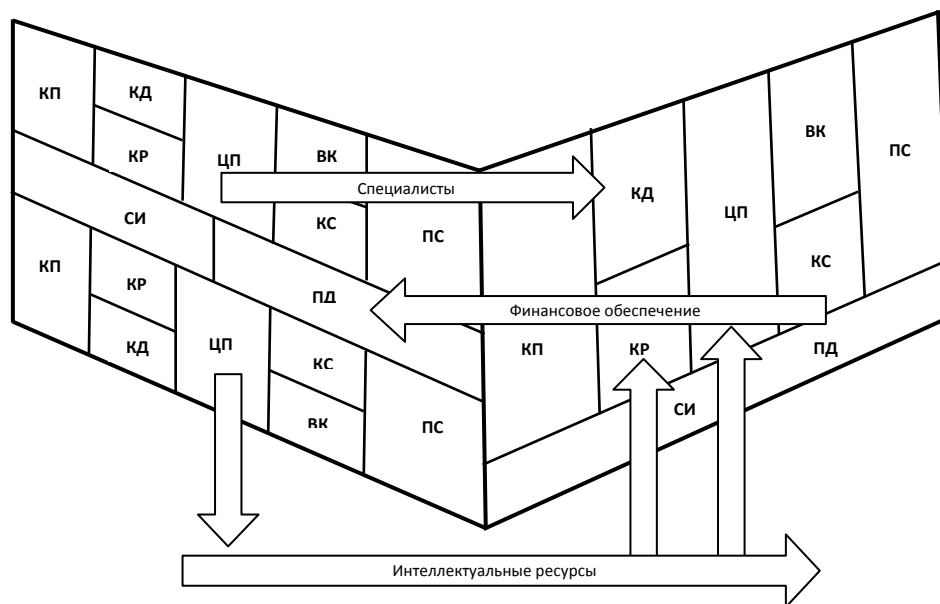 КП
КД
КР
ЦП
ВК
КС
ПС
Специалисты
СИ
ПД
КП
КР
КД
ЦП
КС
ВК
ПС
КП
КД
КР
ЦП
ВК
КС
ПС
Финансовое обеспечение
СИ
ПД
Интеллектуальные ресурсы